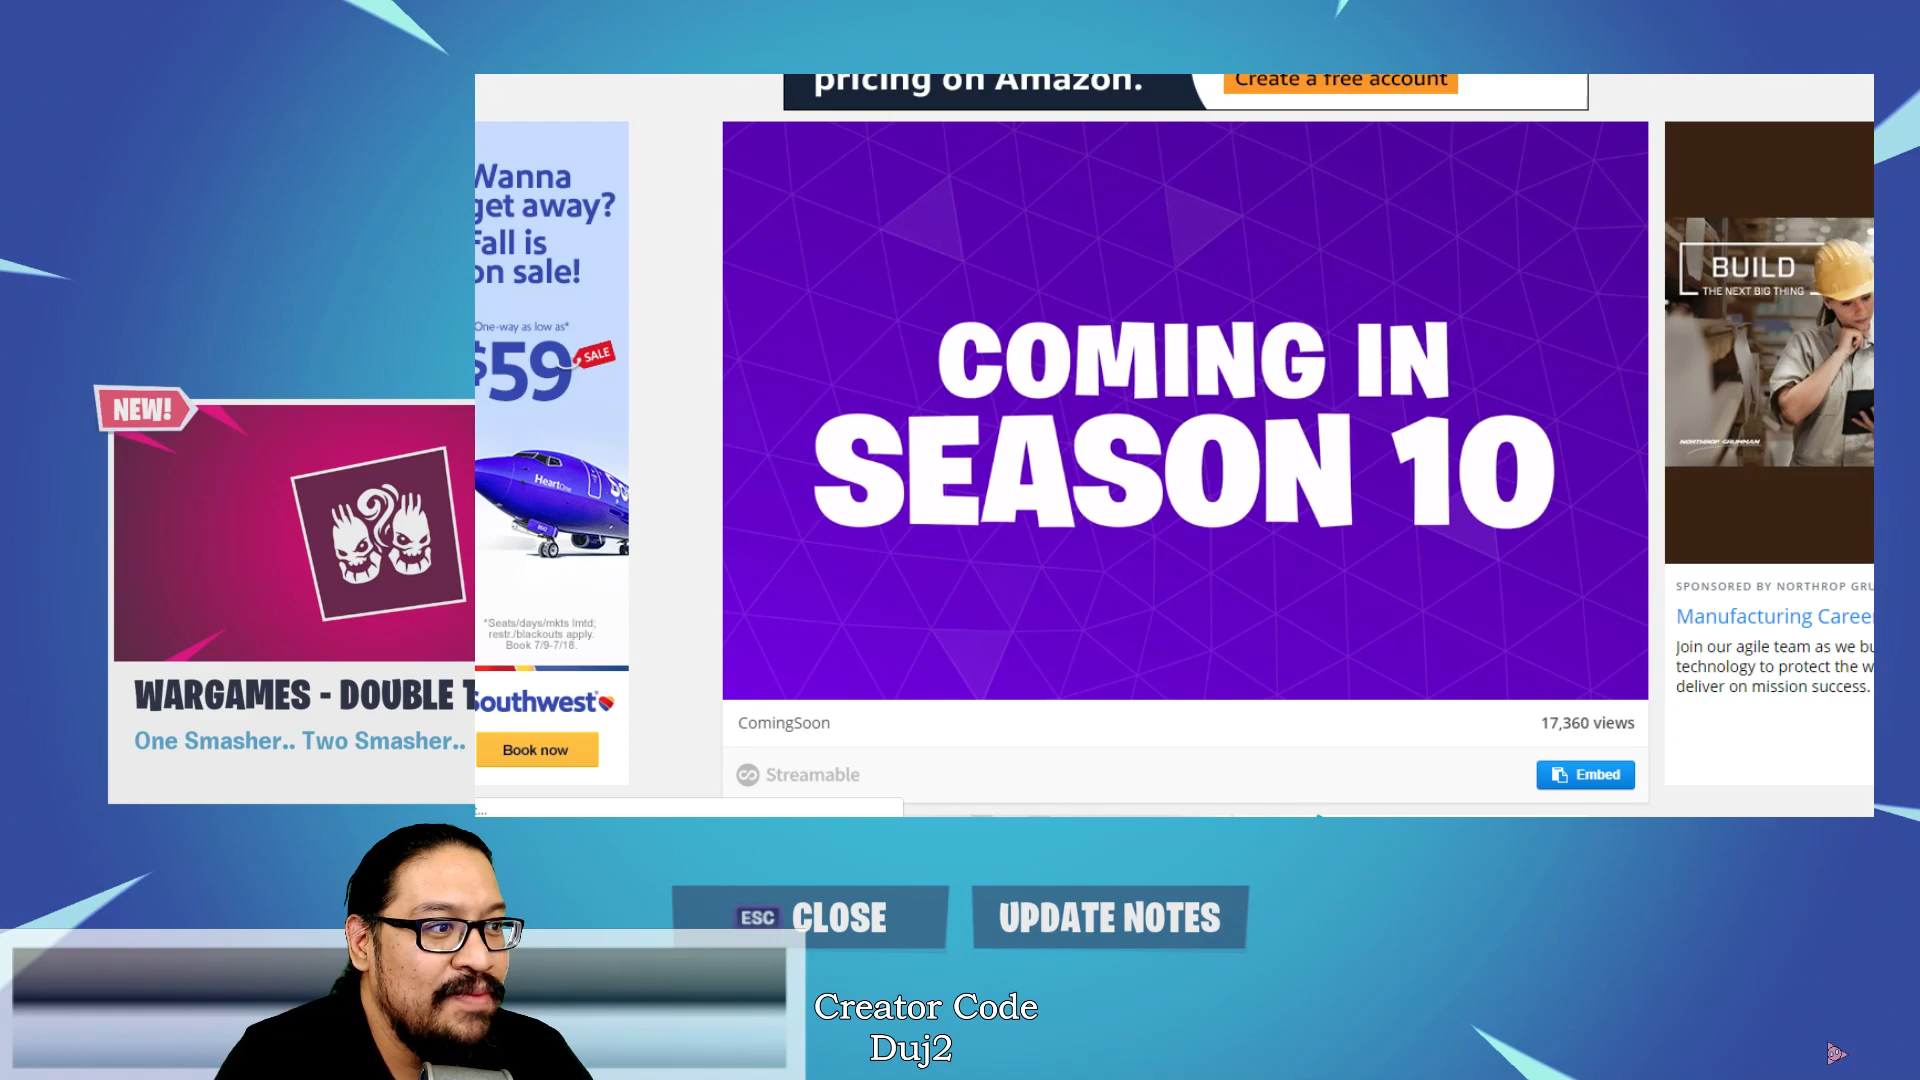 pricing on Amazon.
Create a free account
Wanna
get away?
Fall is
on sale!
One-way as low as*
$59
SALE
Heart One
*Seats/days/mkts lmtd;
restr./blackouts apply.
Book 7/9-7/18.
Southwest
Book now
COMING IN
SEASON 10
ComingSoon
17,360 views
Streamable
Embed
BUILD
THE NEXT BIG THING
NORTHROP GRUMMAN
SPONSORED BY NORTHROP GRU
Manufacturing Caree
Join our agile team as we bu
technology to protect the w
deliver on mission success.
NEW!
WARGAMES - DOUBLE T
One Smasher.. Two Smasher..
ESC CLOSE
UPDATE NOTES
Creator Code
Duj2